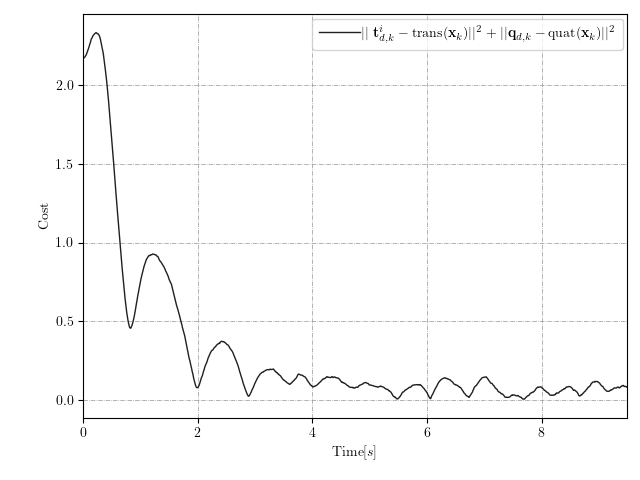 || t^i_{d,k} − trans(x_k)||² + ||q_{d,k} − quat(x_k)||²
2.0
1.5
1.0
0.5
0.0
Cost
0 2 4 6 8
Time[s]